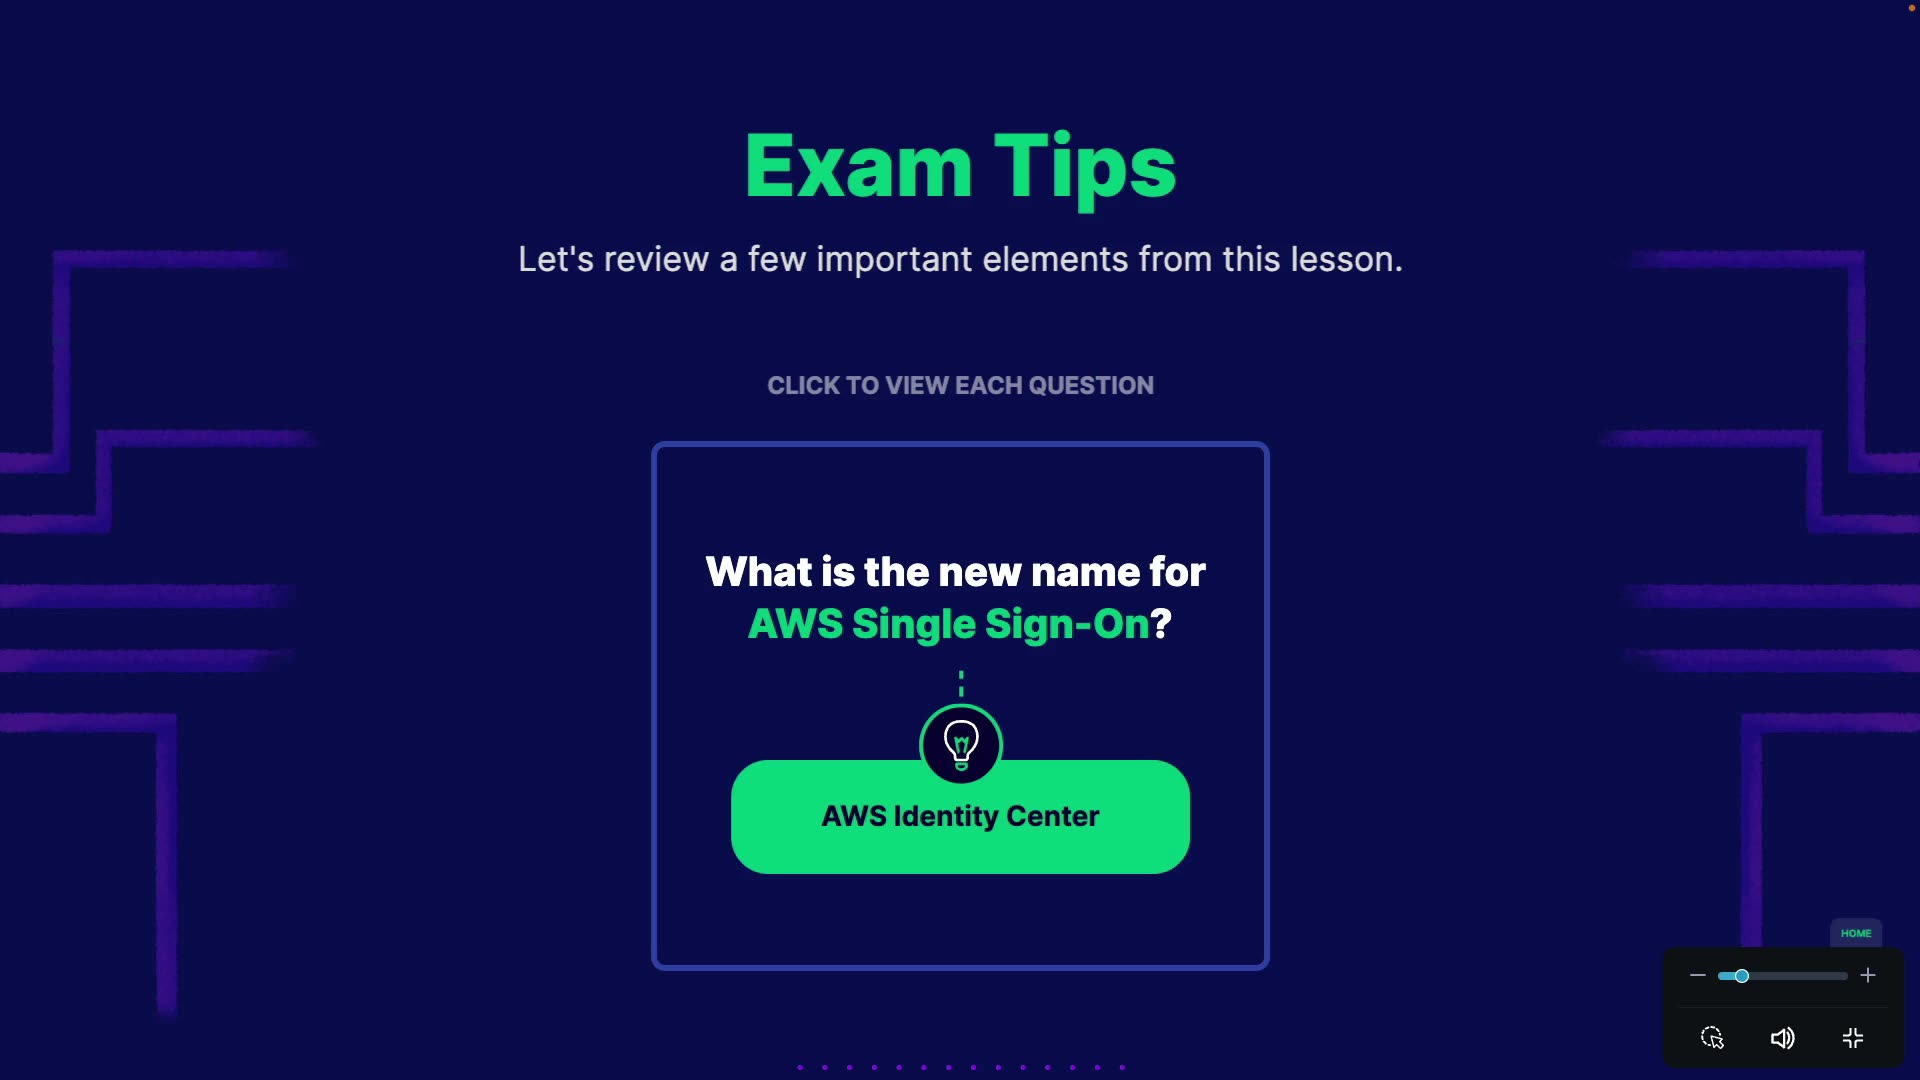 Exam Tips
Let's review a few important elements from this lesson.
CLICK TO VIEW EACH QUESTION
What is the new name for
AWS Single Sign-On?
AWS Identity Center
HOME